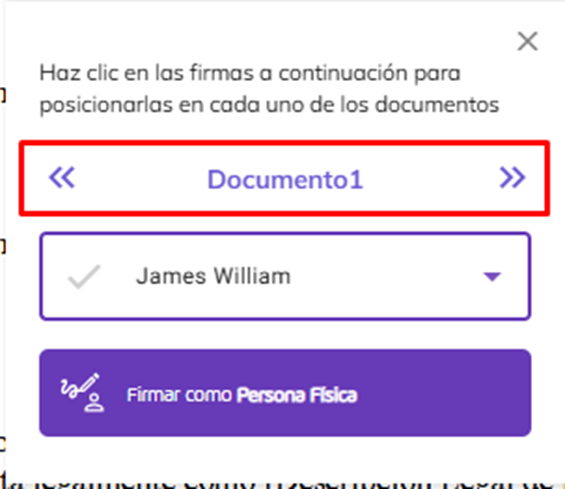 Haz clic en las firmas a continuación para
posicionarlas en cada uno de los documentos
Documento1
James William
Firmar como Persona Física